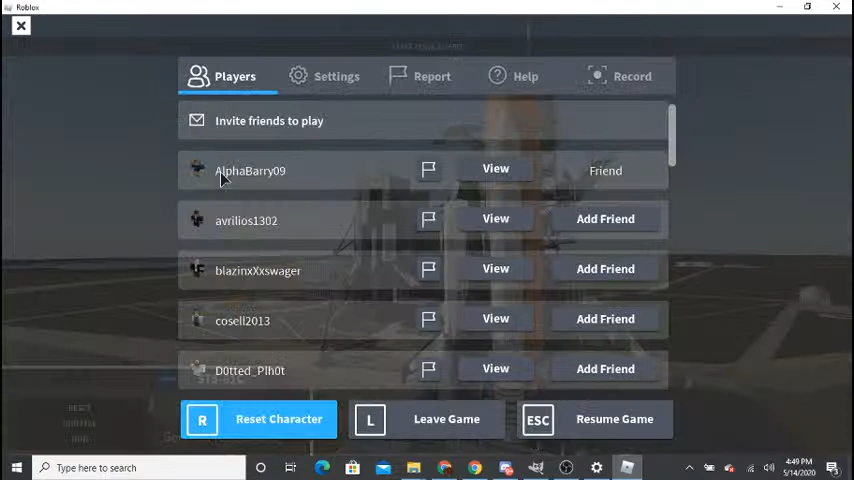 Roblox
Players Settings Report Help Record
Invite friends to play
AlphaBarry09 View Friend
avrilios1302 View Add Friend
blazinxXxswager View Add Friend
cosell2013 View Add Friend
D0tted_Plh0t View Add Friend
R Reset Character L Leave Game ESC Resume Game
Type here to search
4:49 PM
5/14/2020